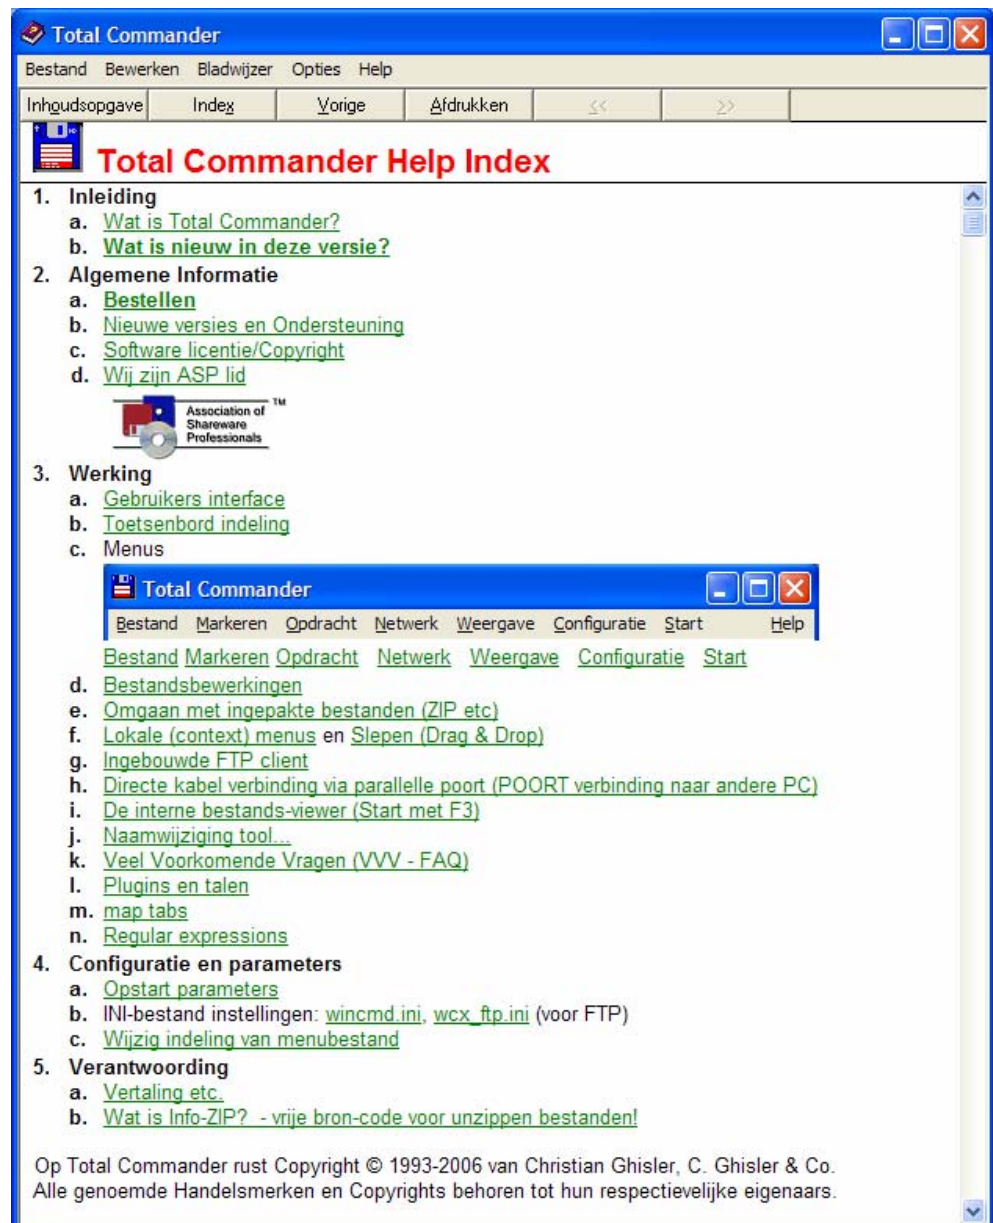 Total Commander
Bestand Bewerken Bladwijzer Opties Help
Inhoudsopgave Index Vorige Afdrukken << >>
Total Commander Help Index
1. Inleiding
a. Wat is Total Commander?
b. Wat is nieuw in deze versie?
2. Algemene Informatie
a. Bestellen
b. Nieuwe versies en Ondersteuning
c. Software licentie/Copyright
d. Wij zijn ASP lid
Association of TM
Shareware
Professionals
3. Werking
a. Gebruikers interface
b. Toetsenbord indeling
c. Menus
Total Commander
Bestand Markeren Opdracht Netwerk Weergave Configuratie Start Help
Bestand Markeren Opdracht Netwerk Weergave Configuratie Start
d. Bestandsbewerkingen
e. Omgaan met ingepakte bestanden (ZIP etc)
f. Lokale (context) menus en Slepen (Drag & Drop)
g. Ingebouwde FTP client
h. Directe kabel verbinding via parallelle poort (POORT verbinding naar andere PC)
i. De interne bestands-viewer (Start met F3)
j. Naamwijziging tool...
k. Veel Voorkomende Vragen (VVV - FAQ)
l. Plugins en talen
m. map tabs
n. Regular expressions
4. Configuratie en parameters
a. Opstart parameters
b. INI-bestand instellingen: wincmd.ini, wcx_ftp.ini (voor FTP)
c. Wijzig indeling van menubestand
5. Verantwoording
a. Vertaling etc.
b. Wat is Info-ZIP? - vrije bron-code voor unzippen bestanden!
Op Total Commander rust Copyright © 1993-2006 van Christian Ghisler, C. Ghisler & Co.
Alle genoemde Handelsmerken en Copyrights behoren tot hun respectievelijke eigenaars.